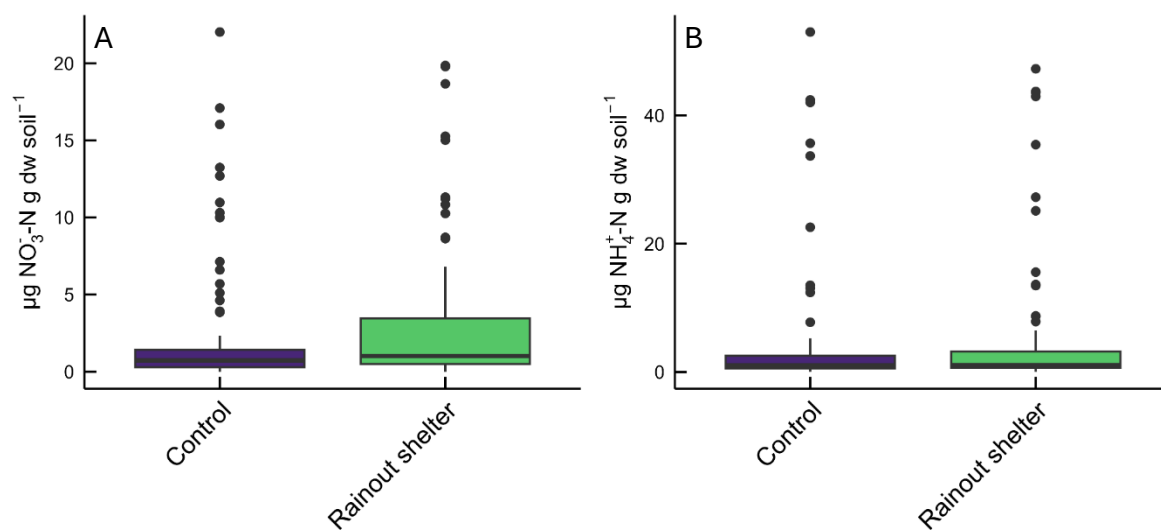 A
µg NO₃⁻-N g dw soil⁻¹
20
15
10
5
0
Control
Rainout shelter
B
µg NH₄⁺-N g dw soil⁻¹
40
20
0
Control
Rainout shelter